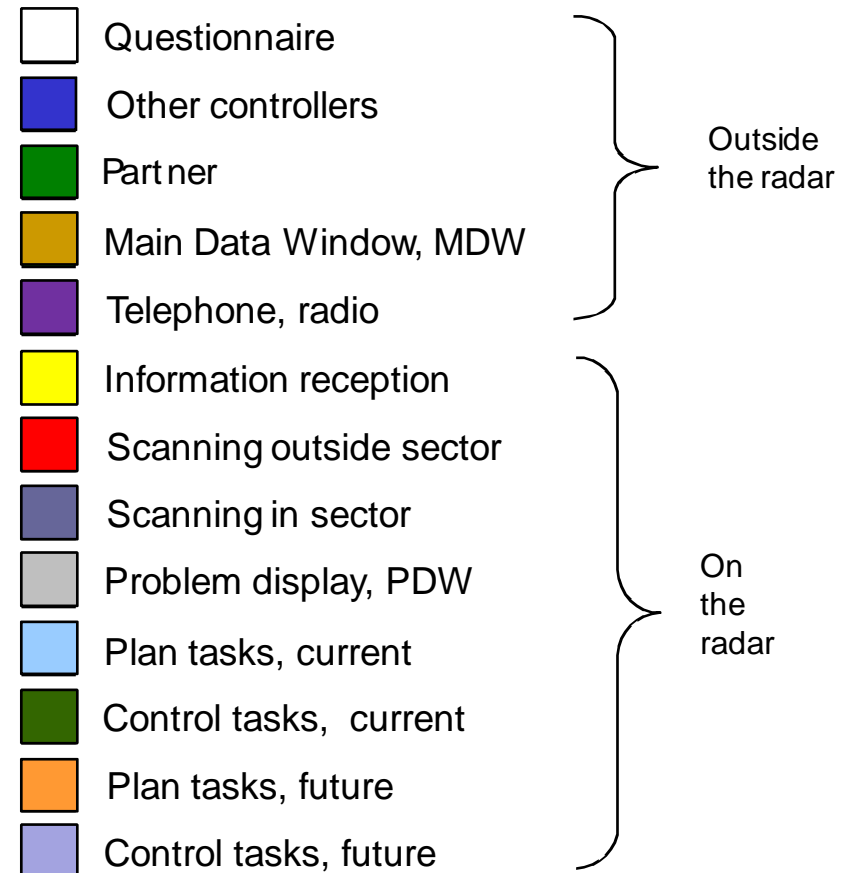 Questionnaire
Other controllers
Partner
Main Data Window, MDW
Telephone, radio
Outside
the radar
Information reception
Scanning outside sector
Scanning in sector
Problem display, PDW
Plan tasks, current
Control tasks, current
Plan tasks, future
Control tasks, future
On
the
radar